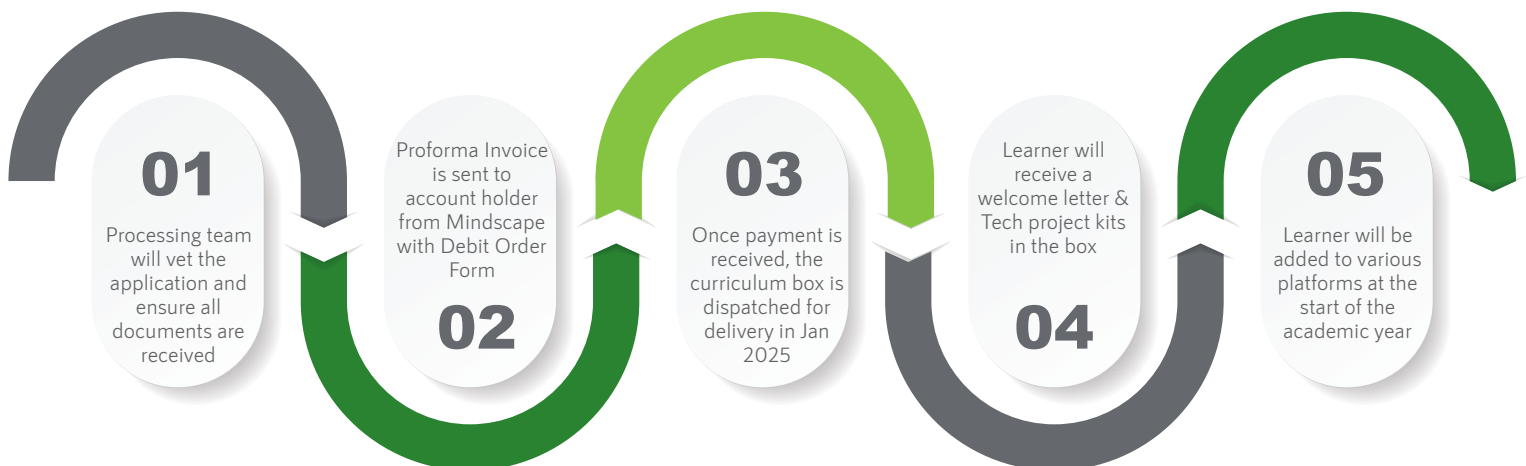 01
Processing team
will vet the
application and
ensure all
documents are
received
Proforma Invoice
is sent to
account holder
from Mindscape
with Debit Order
Form
02
03
Once payment is
received, the
curriculum box is
dispatched for
delivery in Jan
2025
Learner will
receive a
welcome letter &
Tech project kits
in the box
04
05
Learner will be
added to various
platforms at the
start of the
academic year